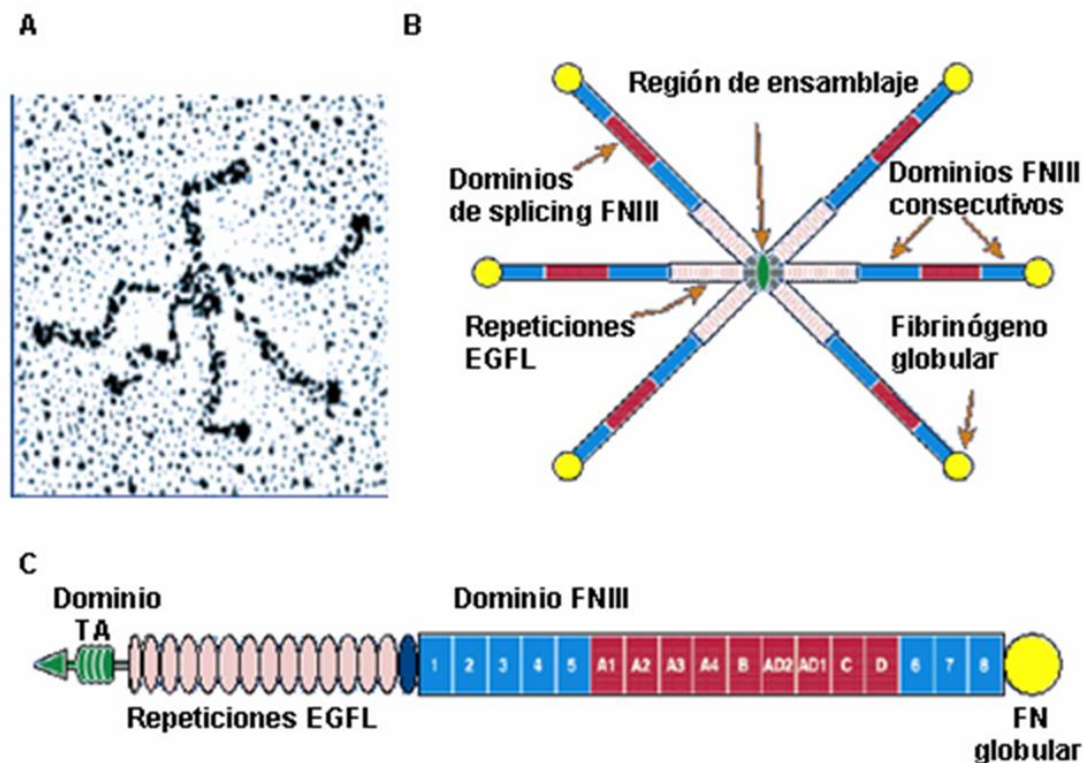 A
B
Región de ensamblaje
Dominios
de splicing FNIII
Dominios FNIII
consecutivos
Repeticiones
EGFL
Fibrinógeno
globular
C
Dominio
TA
Dominio FNIII
1 2 3 4 5 A1 A2 A3 A4 B AD2 AD1 C D 6 7 8
Repeticiones EGFL
FN
globular